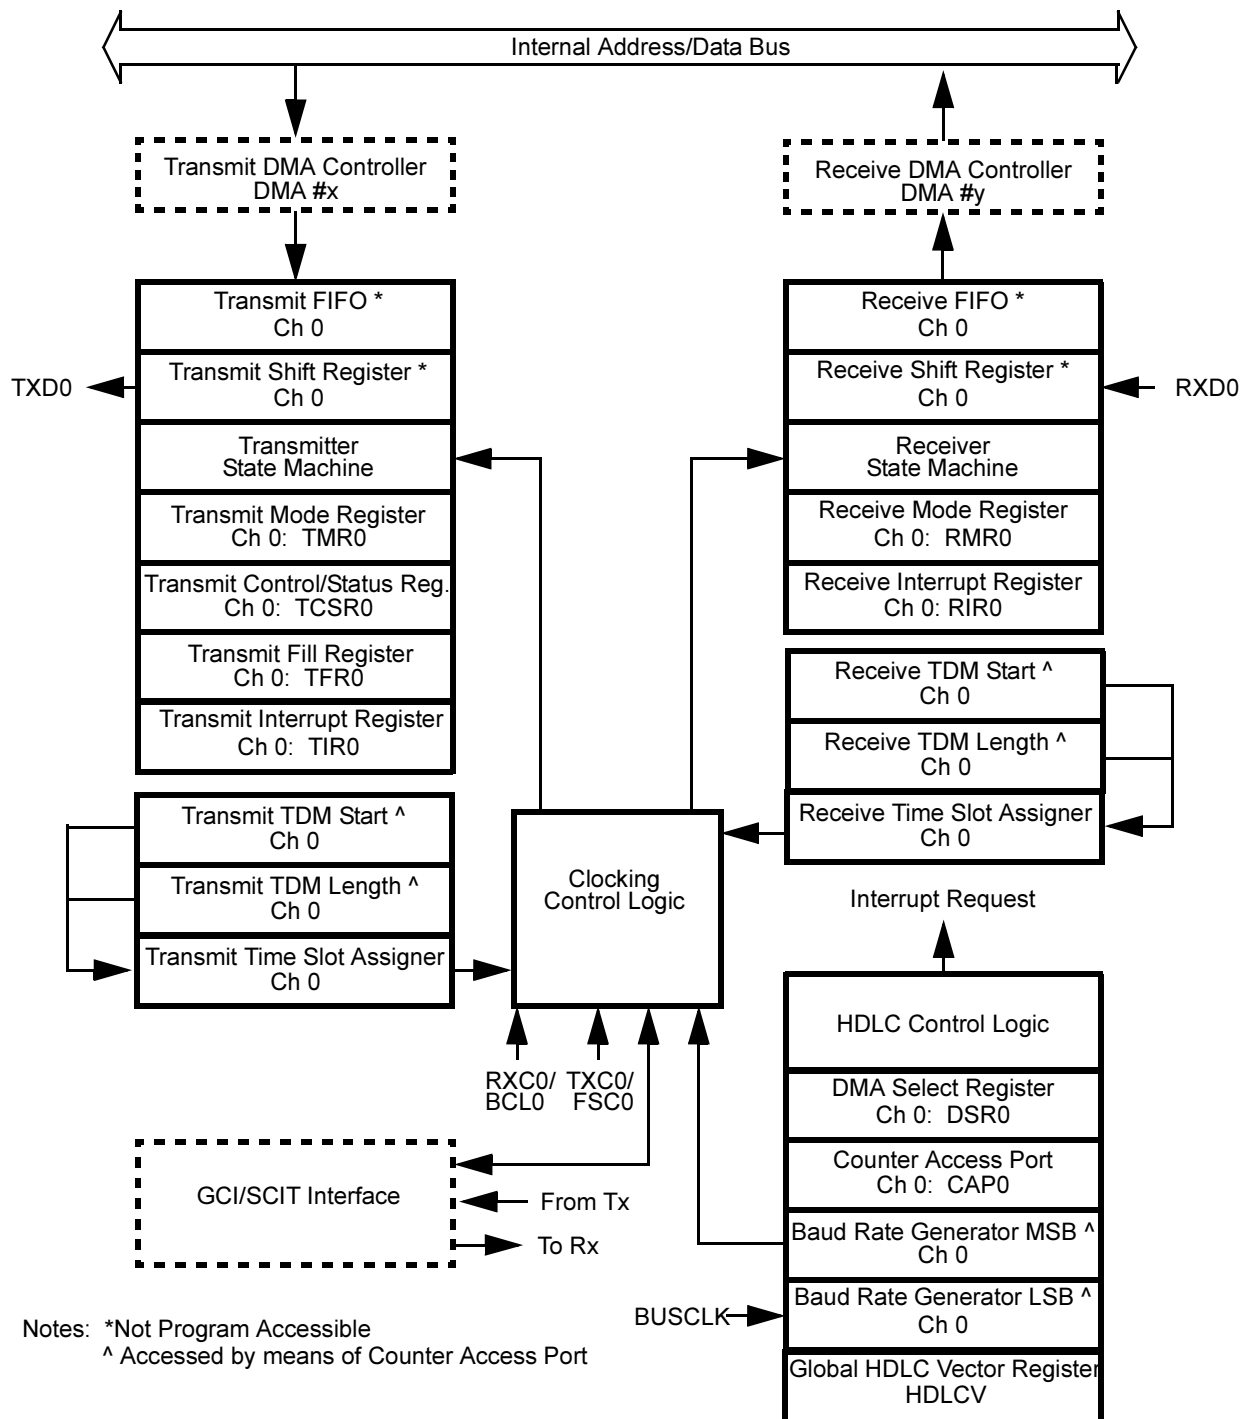 Internal Address/Data Bus
Transmit DMA Controller
DMA #x
Receive DMA Controller
DMA #y
Transmit FIFO *
Ch 0
Transmit Shift Register *
Ch 0
TXD0
Transmitter
State Machine
Transmit Mode Register
Ch 0: TMR0
Transmit Control/Status Reg.
Ch 0: TCSR0
Transmit Fill Register
Ch 0: TFR0
Transmit Interrupt Register
Ch 0: TIR0
Receive FIFO *
Ch 0
Receive Shift Register *
Ch 0
RXD0
Receiver
State Machine
Receive Mode Register
Ch 0: RMR0
Receive Interrupt Register
Ch 0: RIR0
Receive TDM Start ^
Ch 0
Receive TDM Length ^
Ch 0
Receive Time Slot Assigner
Ch 0
Transmit TDM Start ^
Ch 0
Transmit TDM Length ^
Ch 0
Transmit Time Slot Assigner
Ch 0
Clocking
Control Logic
Interrupt Request
RXC0/
BCL0
TXC0/
FSC0
HDLC Control Logic
DMA Select Register
Ch 0: DSR0
Counter Access Port
Ch 0: CAP0
Baud Rate Generator MSB ^
Ch 0
Baud Rate Generator LSB ^
Ch 0
Global HDLC Vector Register
HDLCV
BUSCLK
GCI/SCIT Interface
From Tx
To Rx
Notes: *Not Program Accessible
^ Accessed by means of Counter Access Port